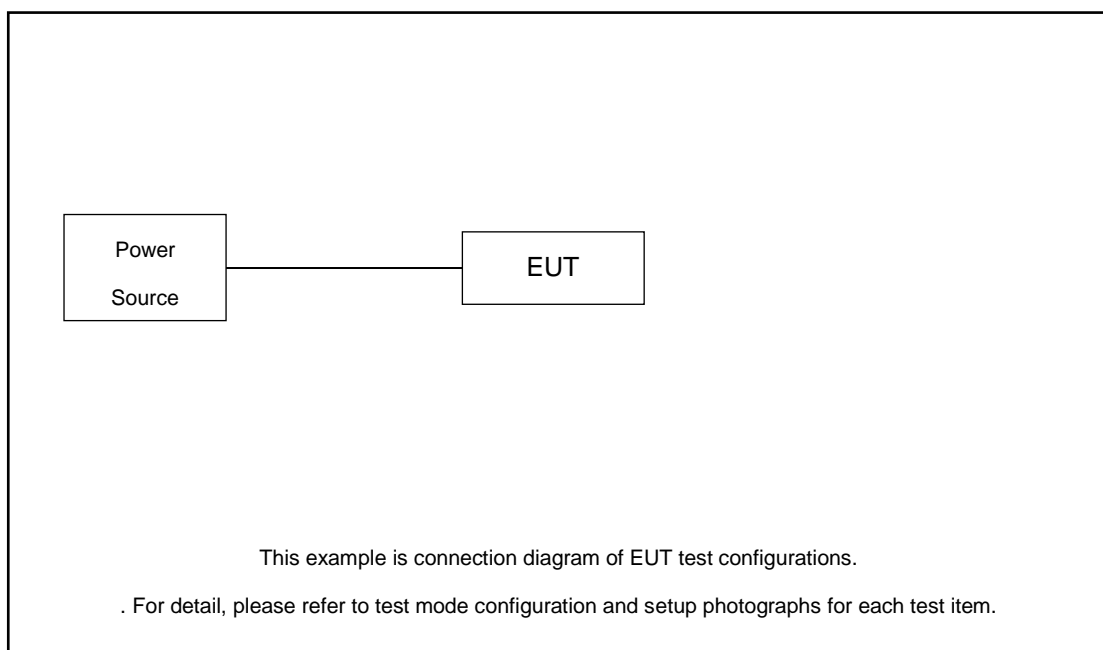 Power
Source
EUT
This example is connection diagram of EUT test configurations.
. For detail, please refer to test mode configuration and setup photographs for each test item.